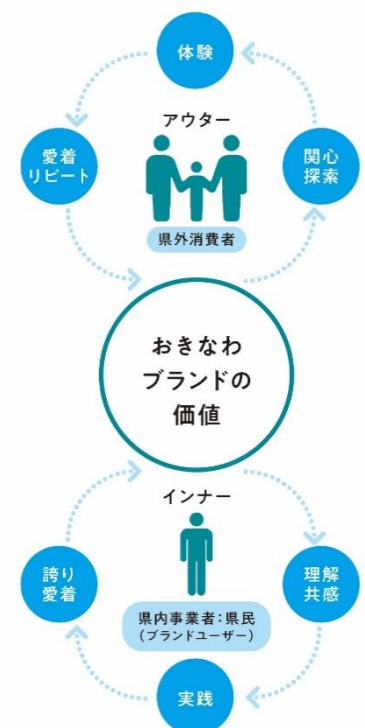 体験
アウター
愛着
リピート
関心
探索
県外消費者
おきなわ
ブランドの
価値
インナー
誇り
愛着
理解
共感
県内事業者:県民
(ブランドユーザー)
実践